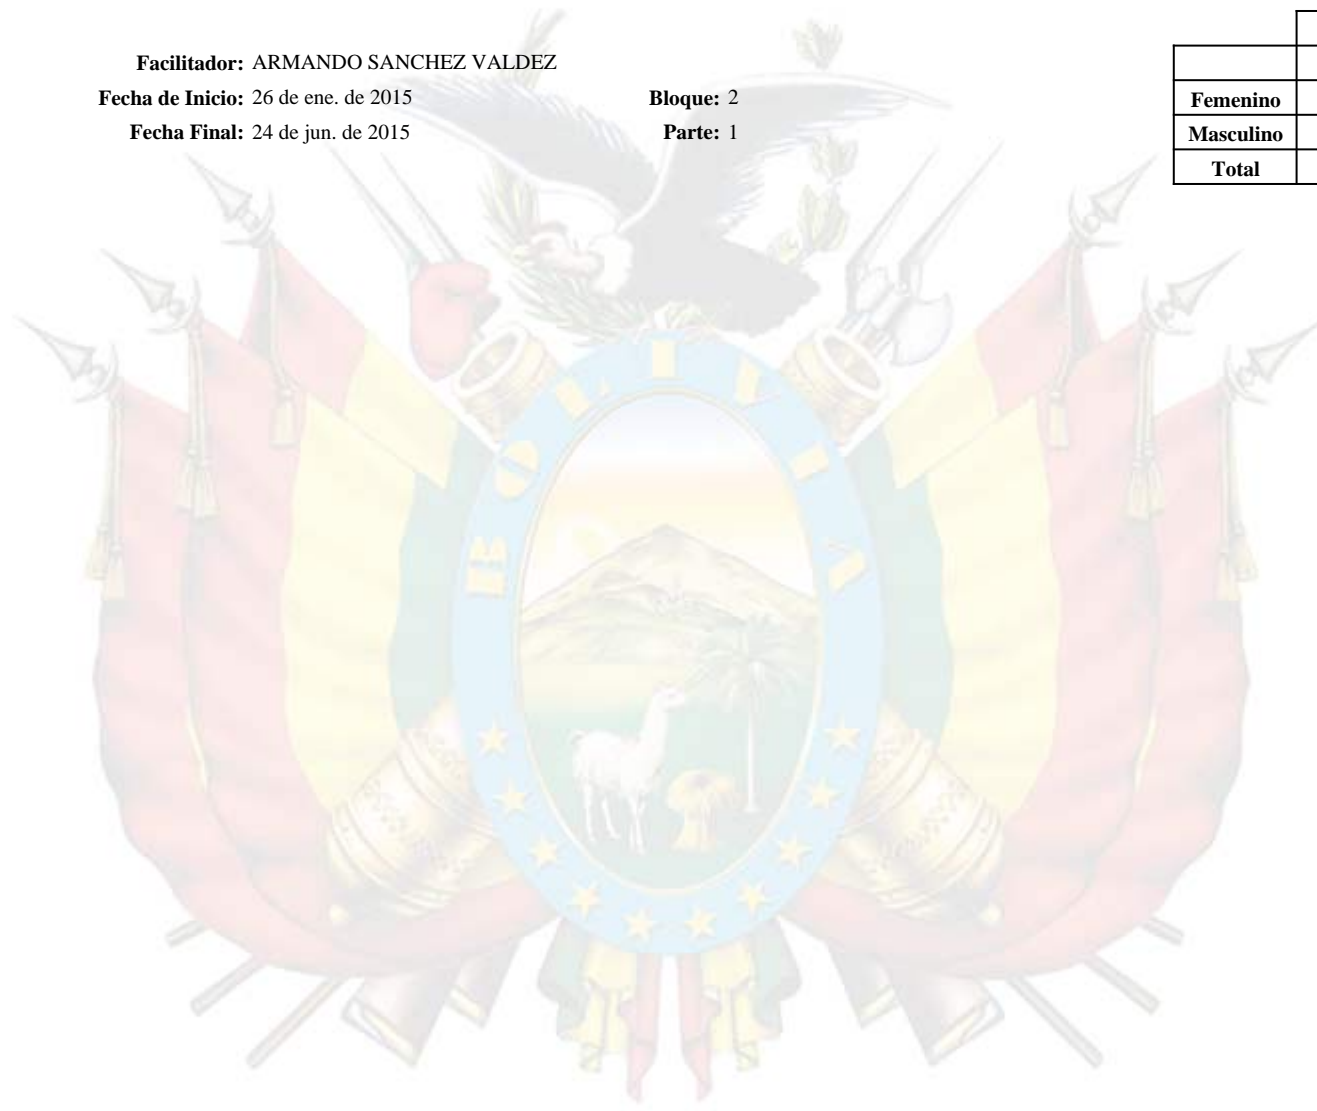 Facilitador: ARMANDO SANCHEZ VALDEZ
Fecha de Inicio: 26 de ene. de 2015 Bloque: 2
Fecha Final: 24 de jun. de 2015 Parte: 1
Femenino
Masculino
Total
BOLIVIA